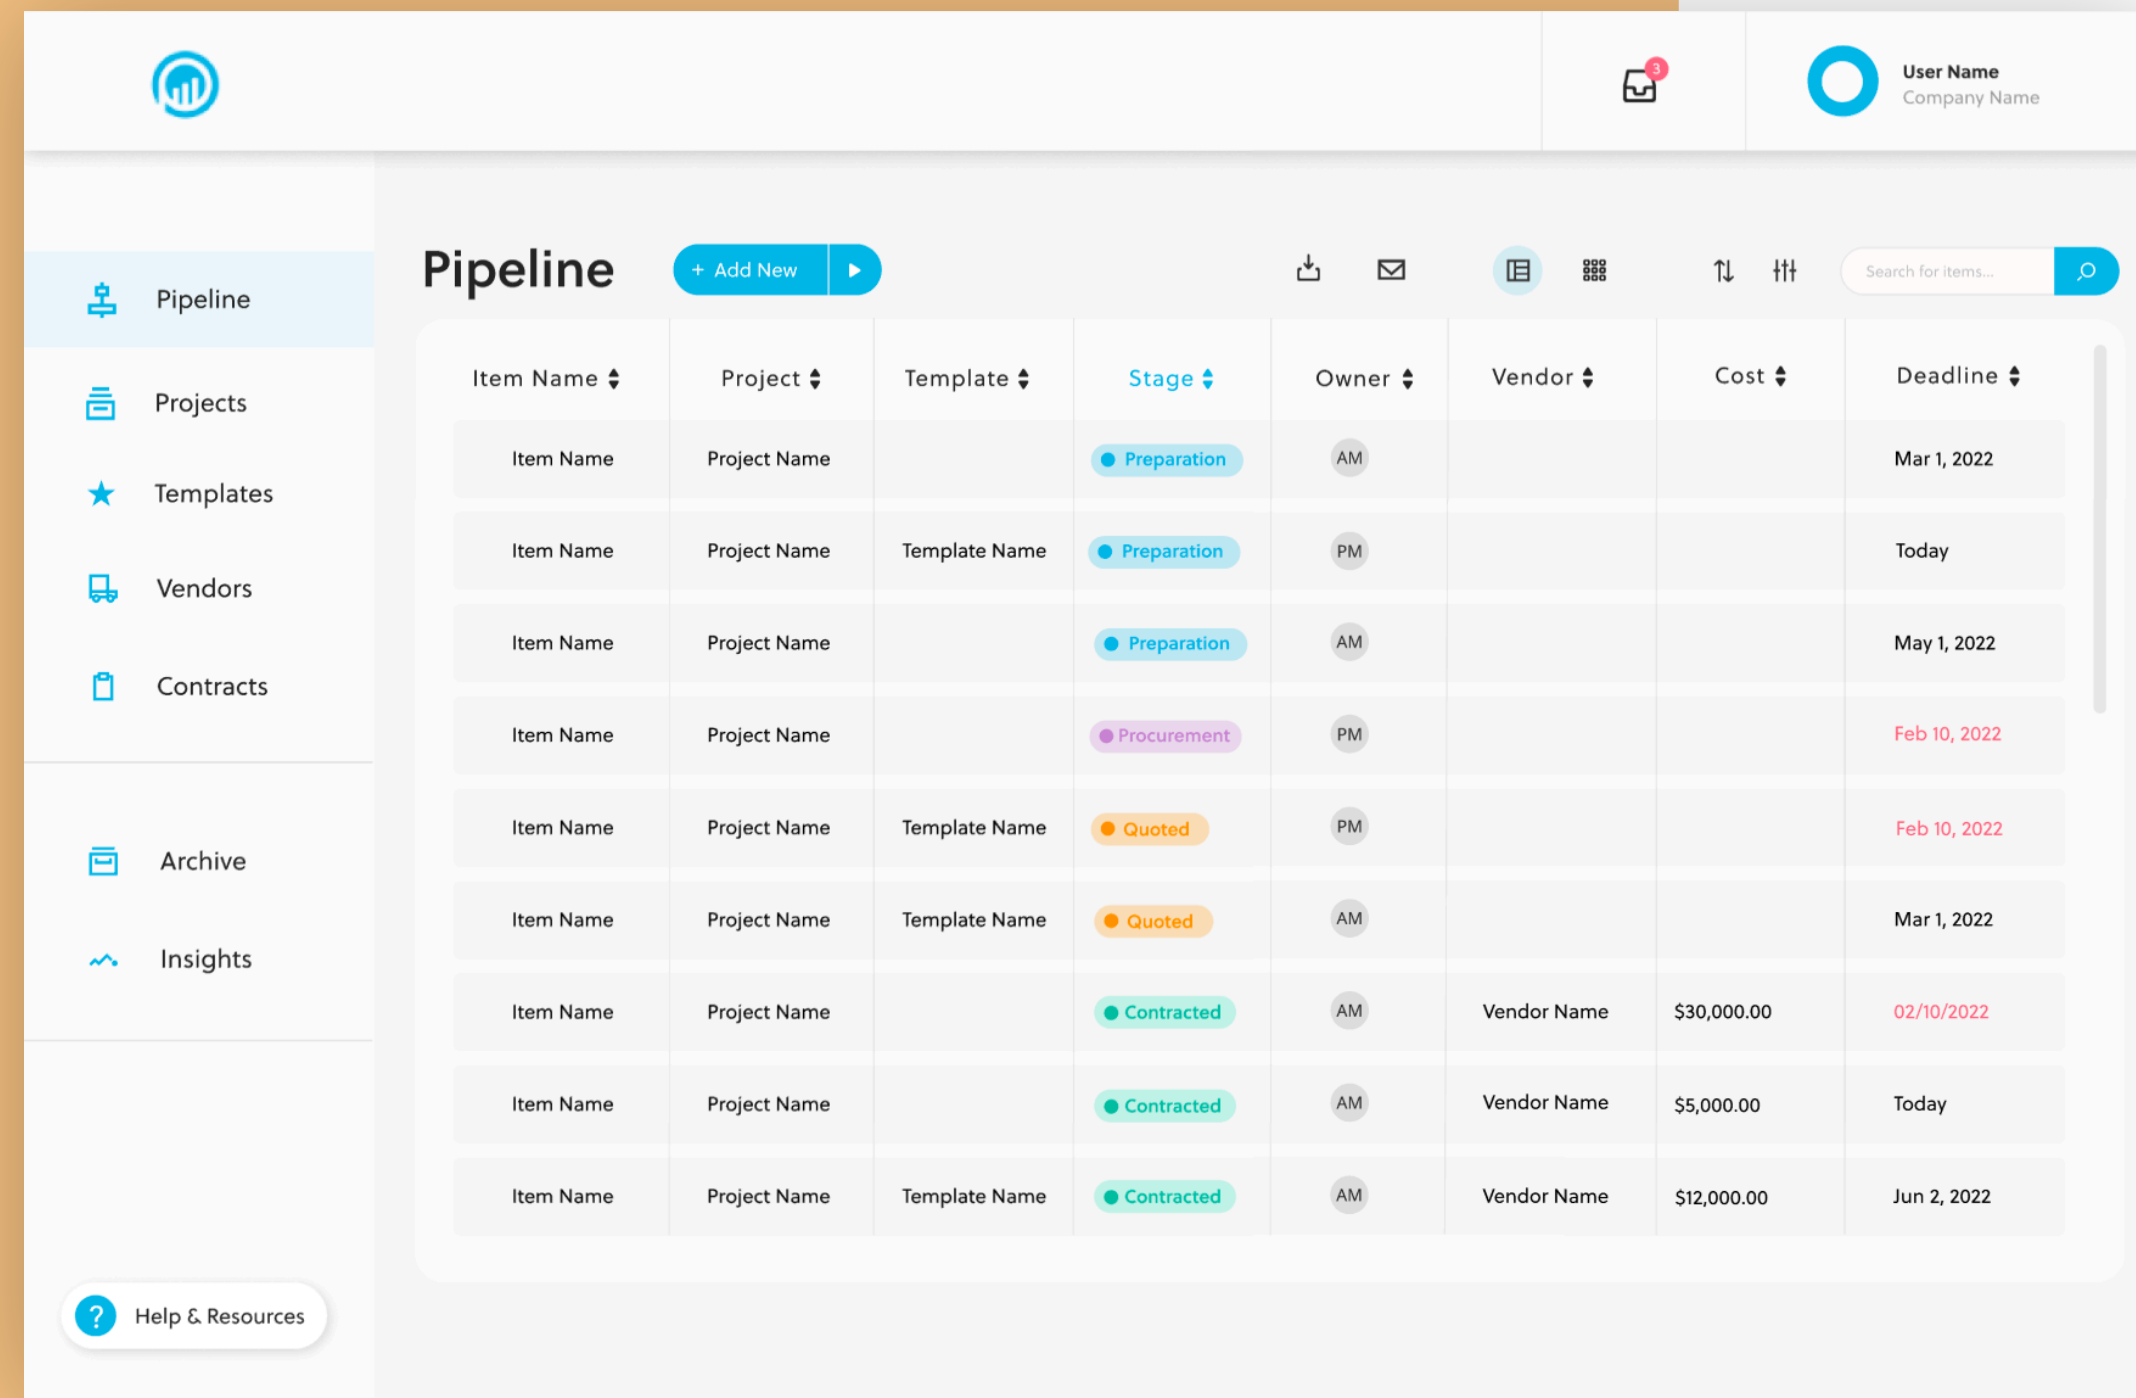 3
User Name
Company Name
Pipeline
Projects
Templates
Vendors
Contracts
Archive
Insights
? Help & Resources
Pipeline + Add New Search for items...
Item Name Project Template Stage Owner Vendor Cost Deadline
Item Name Project Name Preparation AM Mar 1, 2022
Item Name Project Name Template Name Preparation PM Today
Item Name Project Name Preparation AM May 1, 2022
Item Name Project Name Procurement PM Feb 10, 2022
Item Name Project Name Template Name Quoted PM Feb 10, 2022
Item Name Project Name Template Name Quoted AM Mar 1, 2022
Item Name Project Name Contracted AM Vendor Name $30,000.00 02/10/2022
Item Name Project Name Contracted AM Vendor Name $5,000.00 Today
Item Name Project Name Template Name Contracted AM Vendor Name $12,000.00 Jun 2, 2022